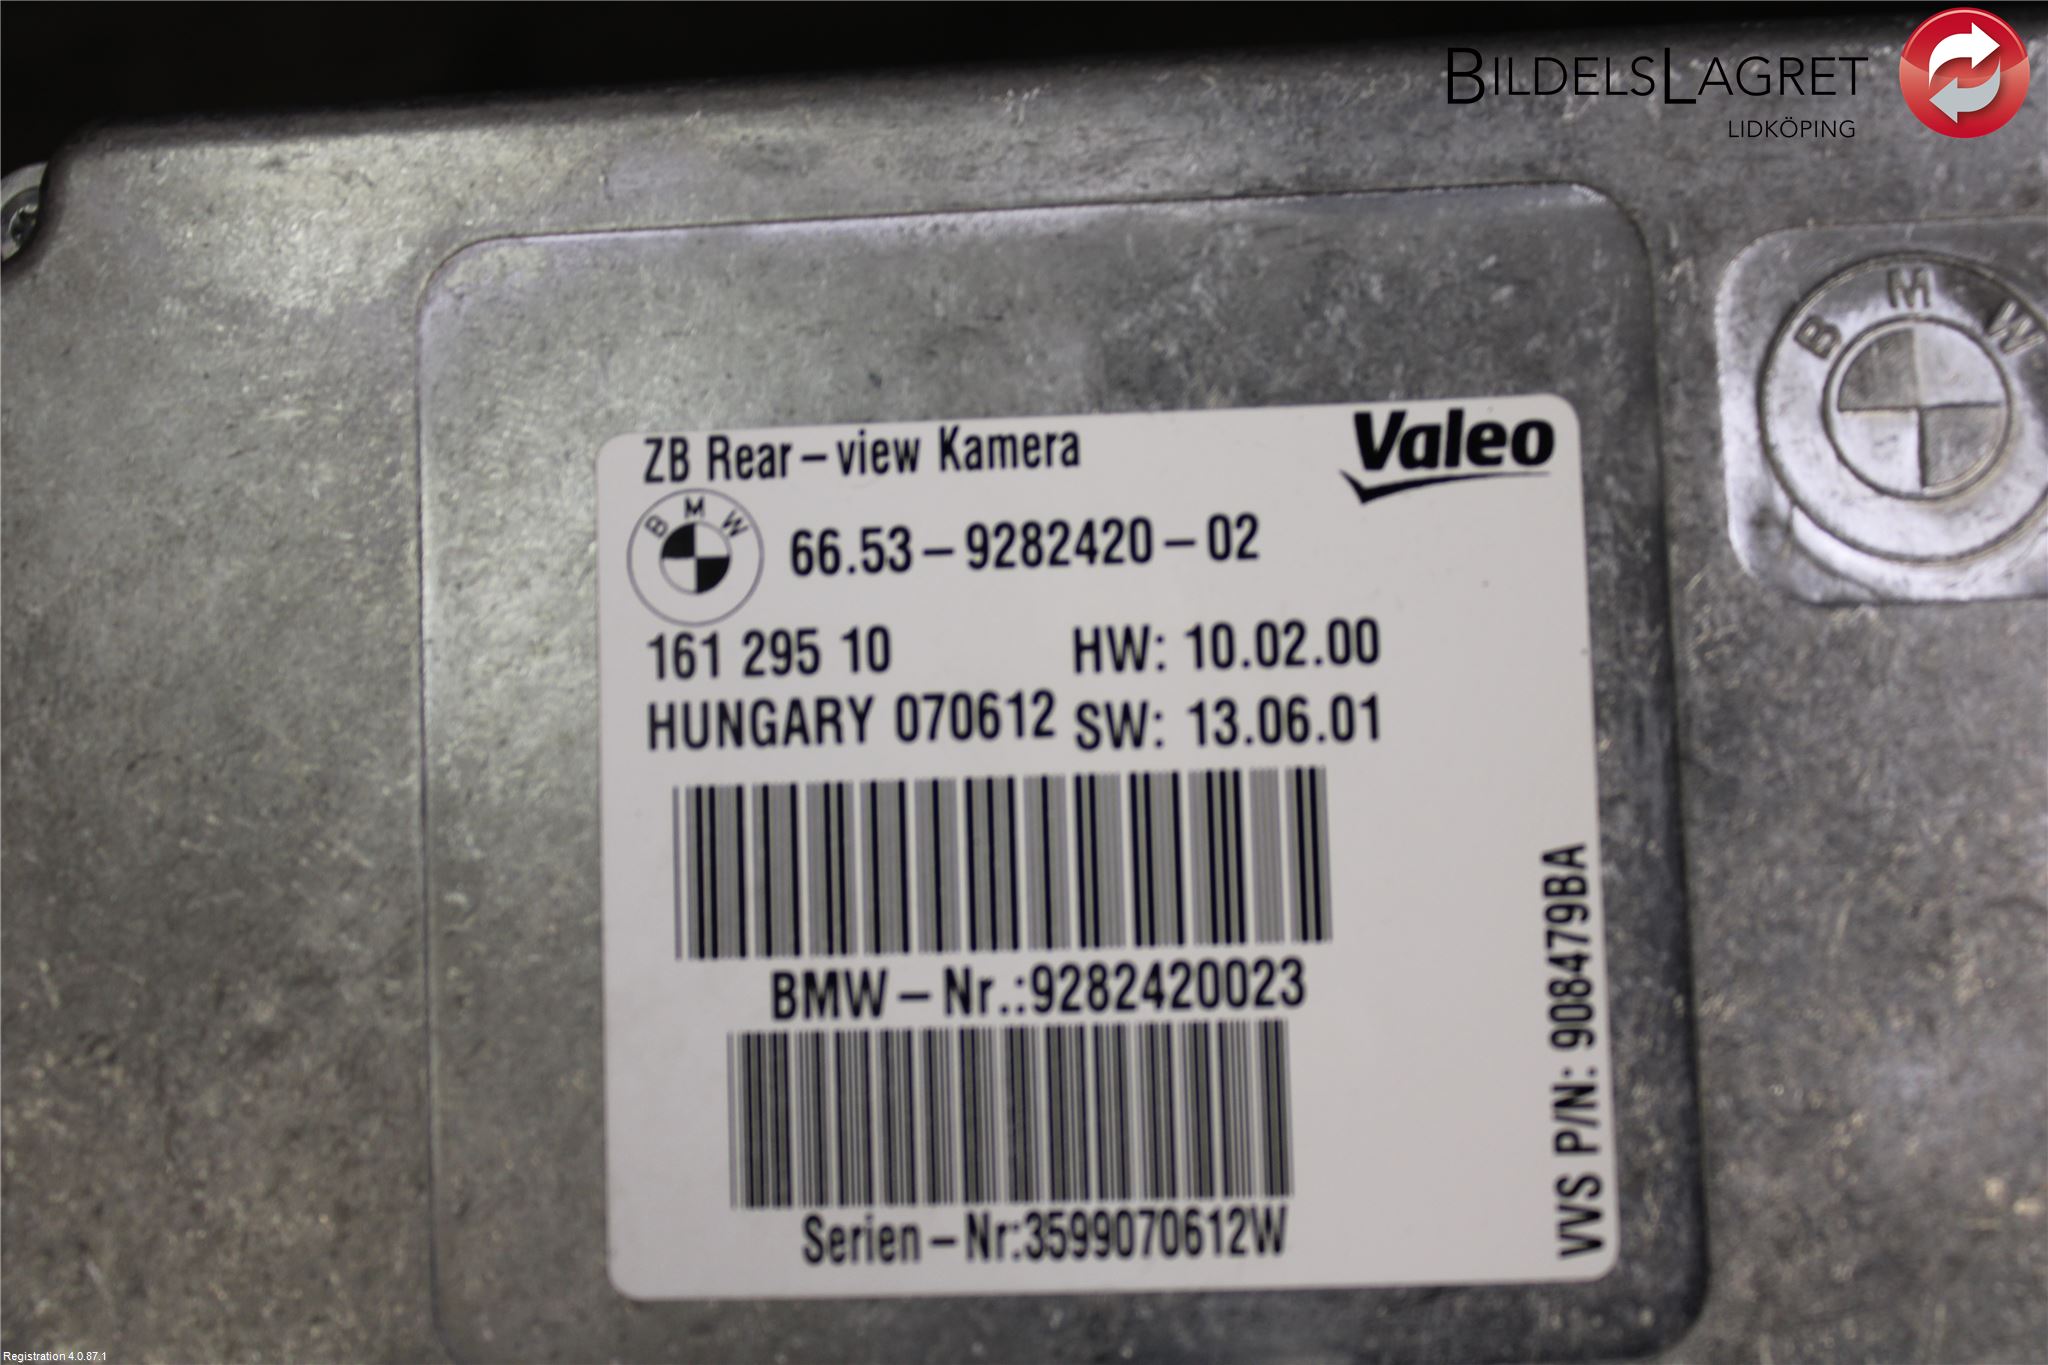 BILDELSLAGRET
LIDKÖPING
B M W
ZB Rear-view Kamera
Valeo
B M W
66.53-9282420-02
161 295 10
HW: 10.02.00
HUNGARY 070612
SW: 13.06.01
BMW-Nr.:9282420023
Serien-Nr:3599070612W
VVS P/N: 908479BA
Registration 4.0.87.1